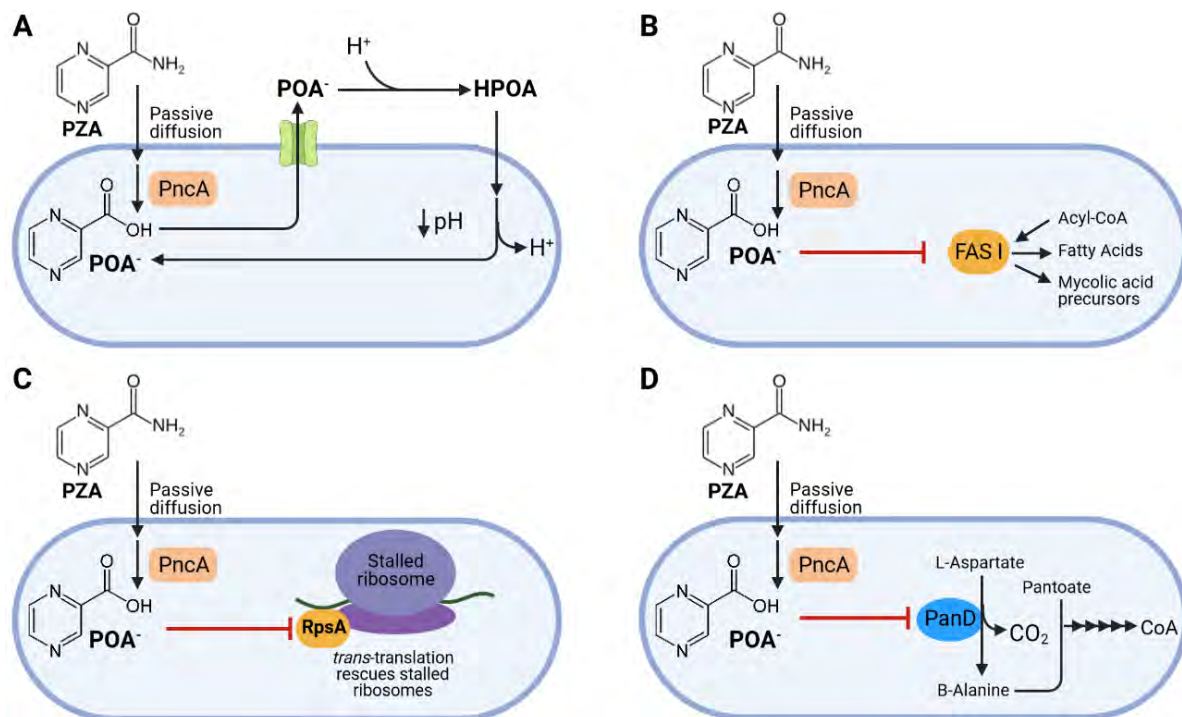 A
O
N
NH2
N
PZA
Passive
diffusion
PncA
O
N
OH
N
POA-
POA-
H+
HPOA
↓ pH
H+
B
O
N
NH2
N
PZA
Passive
diffusion
PncA
O
N
OH
N
POA-
FAS I
Acyl-CoA
Fatty Acids
Mycolic acid
precursors
C
O
N
NH2
N
PZA
Passive
diffusion
PncA
O
N
OH
N
POA-
Stalled
ribosome
RpsA
trans-translation
rescues stalled
ribosomes
D
O
N
NH2
N
PZA
Passive
diffusion
PncA
O
N
OH
N
POA-
PanD
L-Aspartate
CO2
B-Alanine
Pantoate
CoA